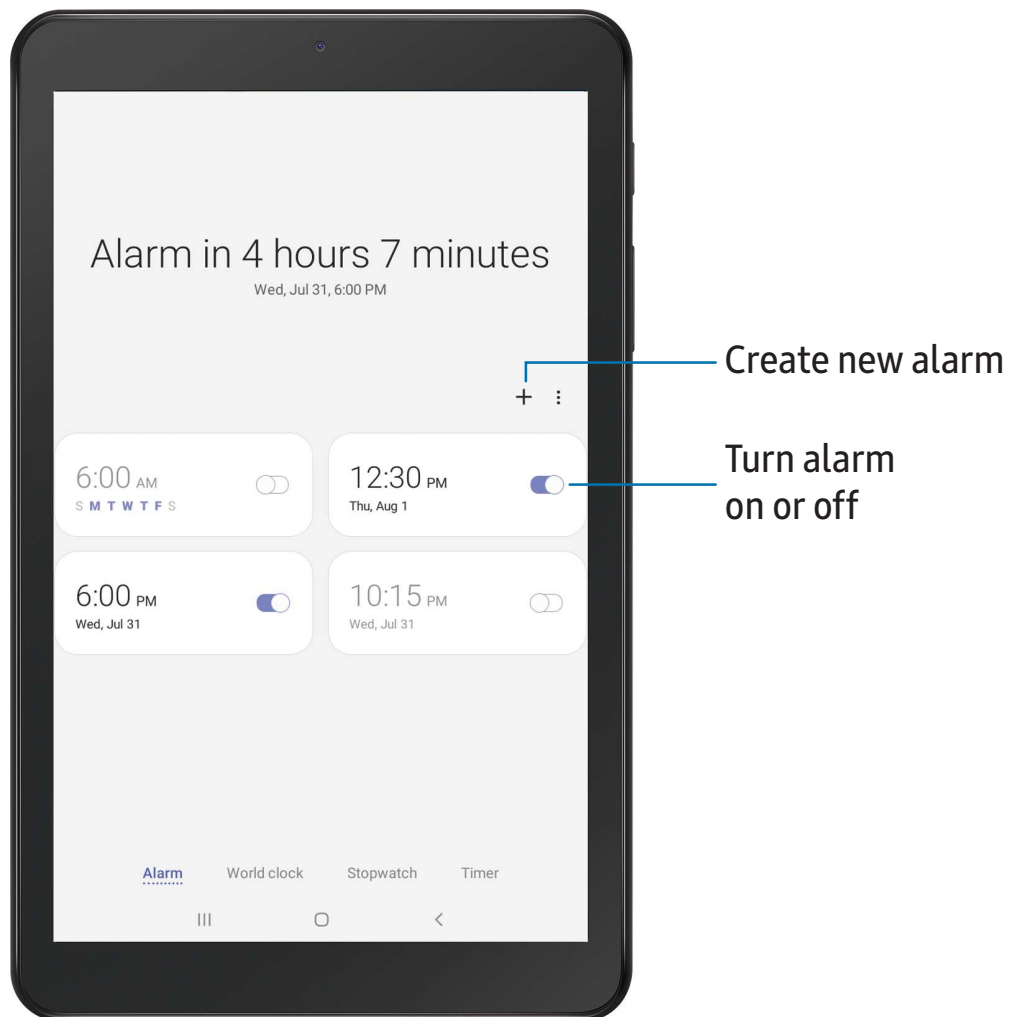 Alarm in 4 hours 7 minutes
Wed, Jul 31, 6:00 PM
Create new alarm
6:00 AM
S M T W T F S
12:30 PM
Thu, Aug 1
Turn alarm
on or off
6:00 PM
Wed, Jul 31
10:15 PM
Wed, Jul 31
Alarm World clock Stopwatch Timer